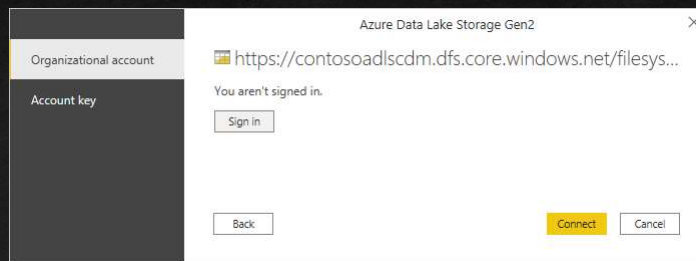 Azure Data Lake Storage Gen2
Organizational account
Account key
https://contosoadlscdm.dfs.core.windows.net/filesys...
You aren't signed in.
Sign in
Back
Connect
Cancel